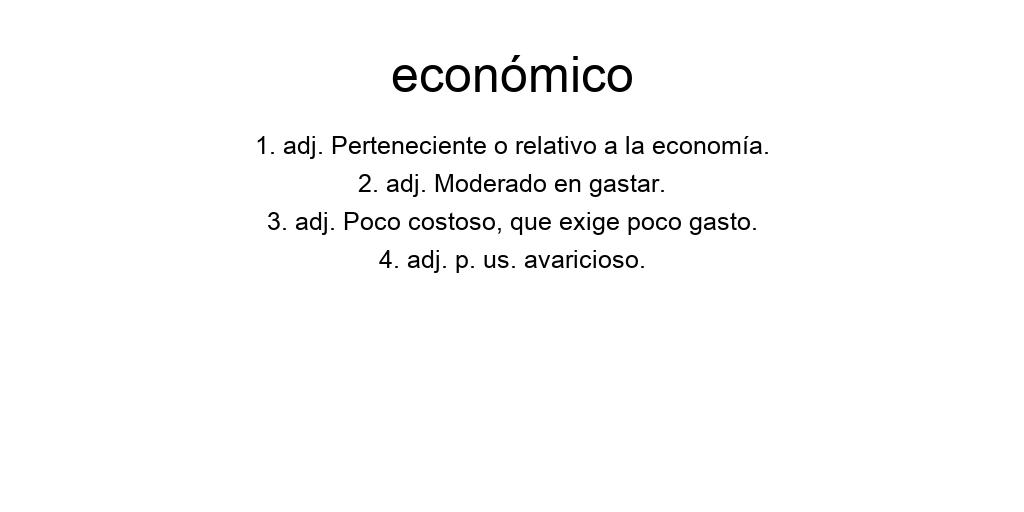 económico
1. adj. Perteneciente o relativo a la economía.
2. adj. Moderado en gastar.
3. adj. Poco costoso, que exige poco gasto.
4. adj. p. us. avaricioso.